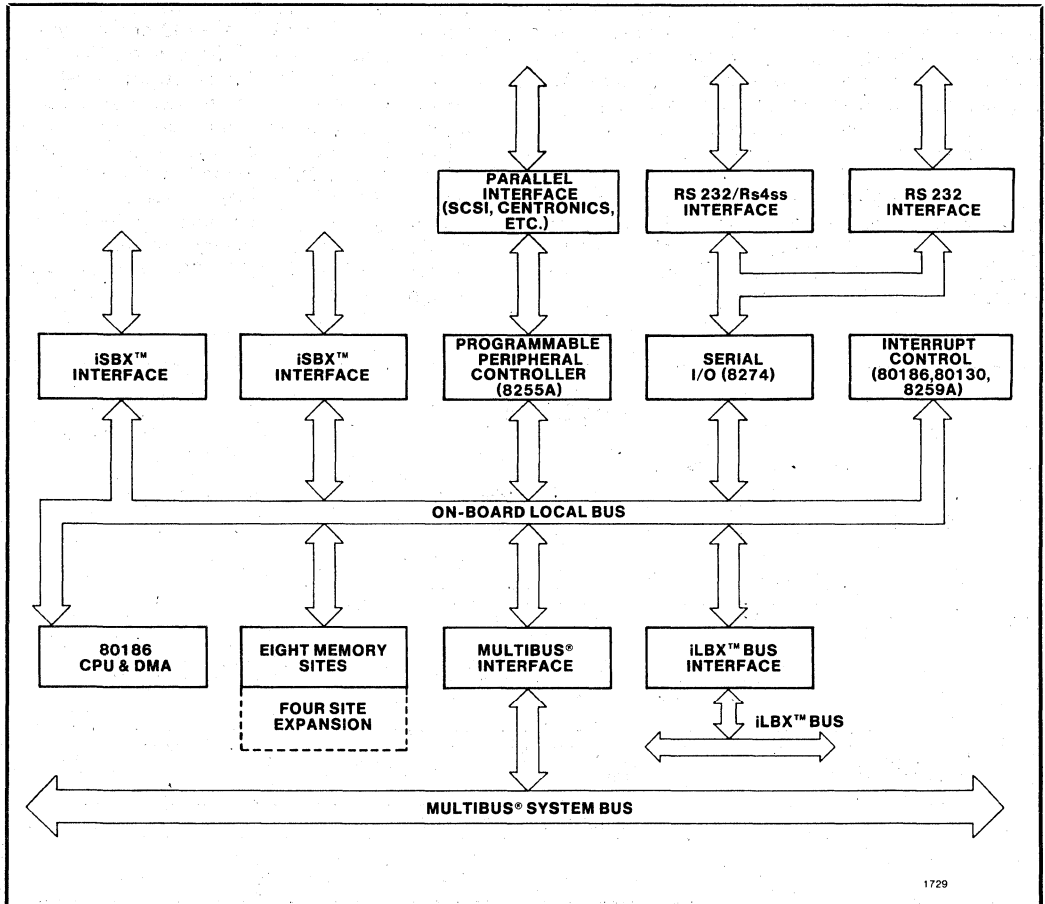 PARALLEL
INTERFACE
(SCSI, CENTRONICS,
ETC.)
RS 232/Rs4ss
INTERFACE
RS 232
INTERFACE
iSBX™
INTERFACE
iSBX™
INTERFACE
PROGRAMMABLE
PERIPHERAL
CONTROLLER
(8255A)
SERIAL
I/O (8274)
INTERRUPT
CONTROL
(80186,80130,
8259A)
ON-BOARD LOCAL BUS
80186
CPU & DMA
EIGHT MEMORY
SITES
FOUR SITE
EXPANSION
MULTIBUS®
INTERFACE
iLBX™ BUS
INTERFACE
iLBX™ BUS
MULTIBUS® SYSTEM BUS
1729